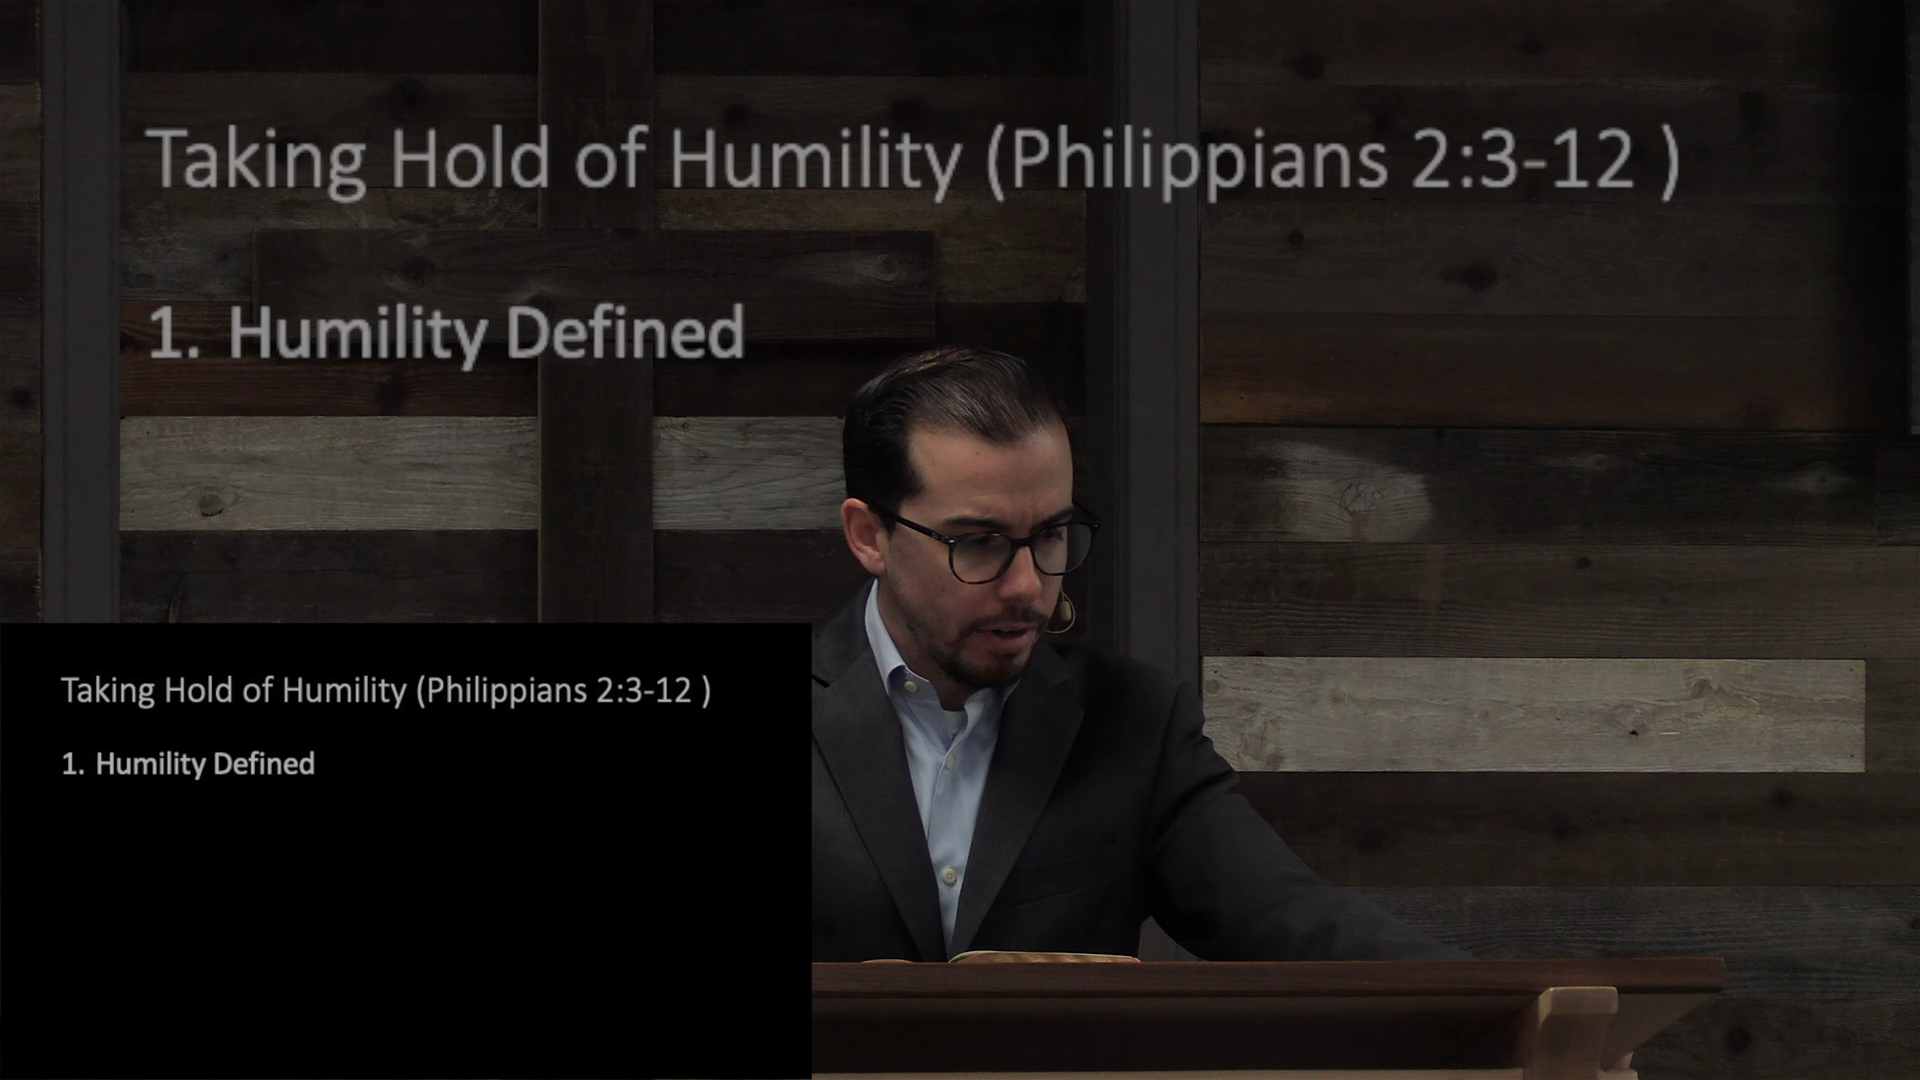 Taking Hold of Humility (Philippians 2:3-12 )
1. Humility Defined
Taking Hold of Humility (Philippians 2:3-12 )
1. Humility Defined